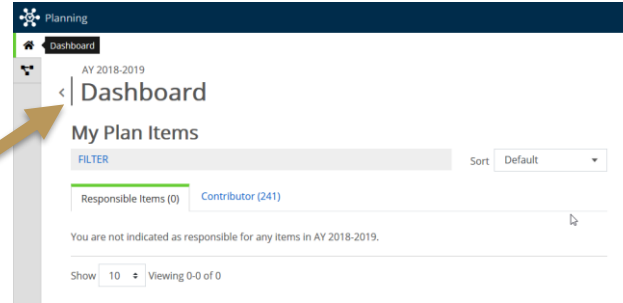 Planning
Dashboard
AY 2018-2019
Dashboard
My Plan Items
FILTER
Sort Default
Responsible Items (0) Contributor (241)
You are not indicated as responsible for any items in AY 2018-2019.
Show 10 Viewing 0-0 of 0